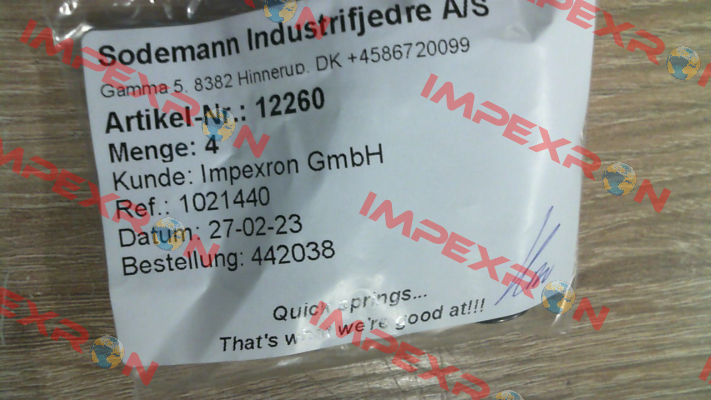 Sodemann Industrifjedre A/S
Gamma 5, 8382 Hinnerup. DK +4586720099
Artikel-Nr.: 12260
Menge: 4
Kunde: Impexron GmbH
Ref.: 1021440
Datum: 27-02-23
Bestellung: 442038
Quick springs...
That's what we're good at!!!
IMPEXRON
IMPEXRON
IMPEXRON
IMPEXRON